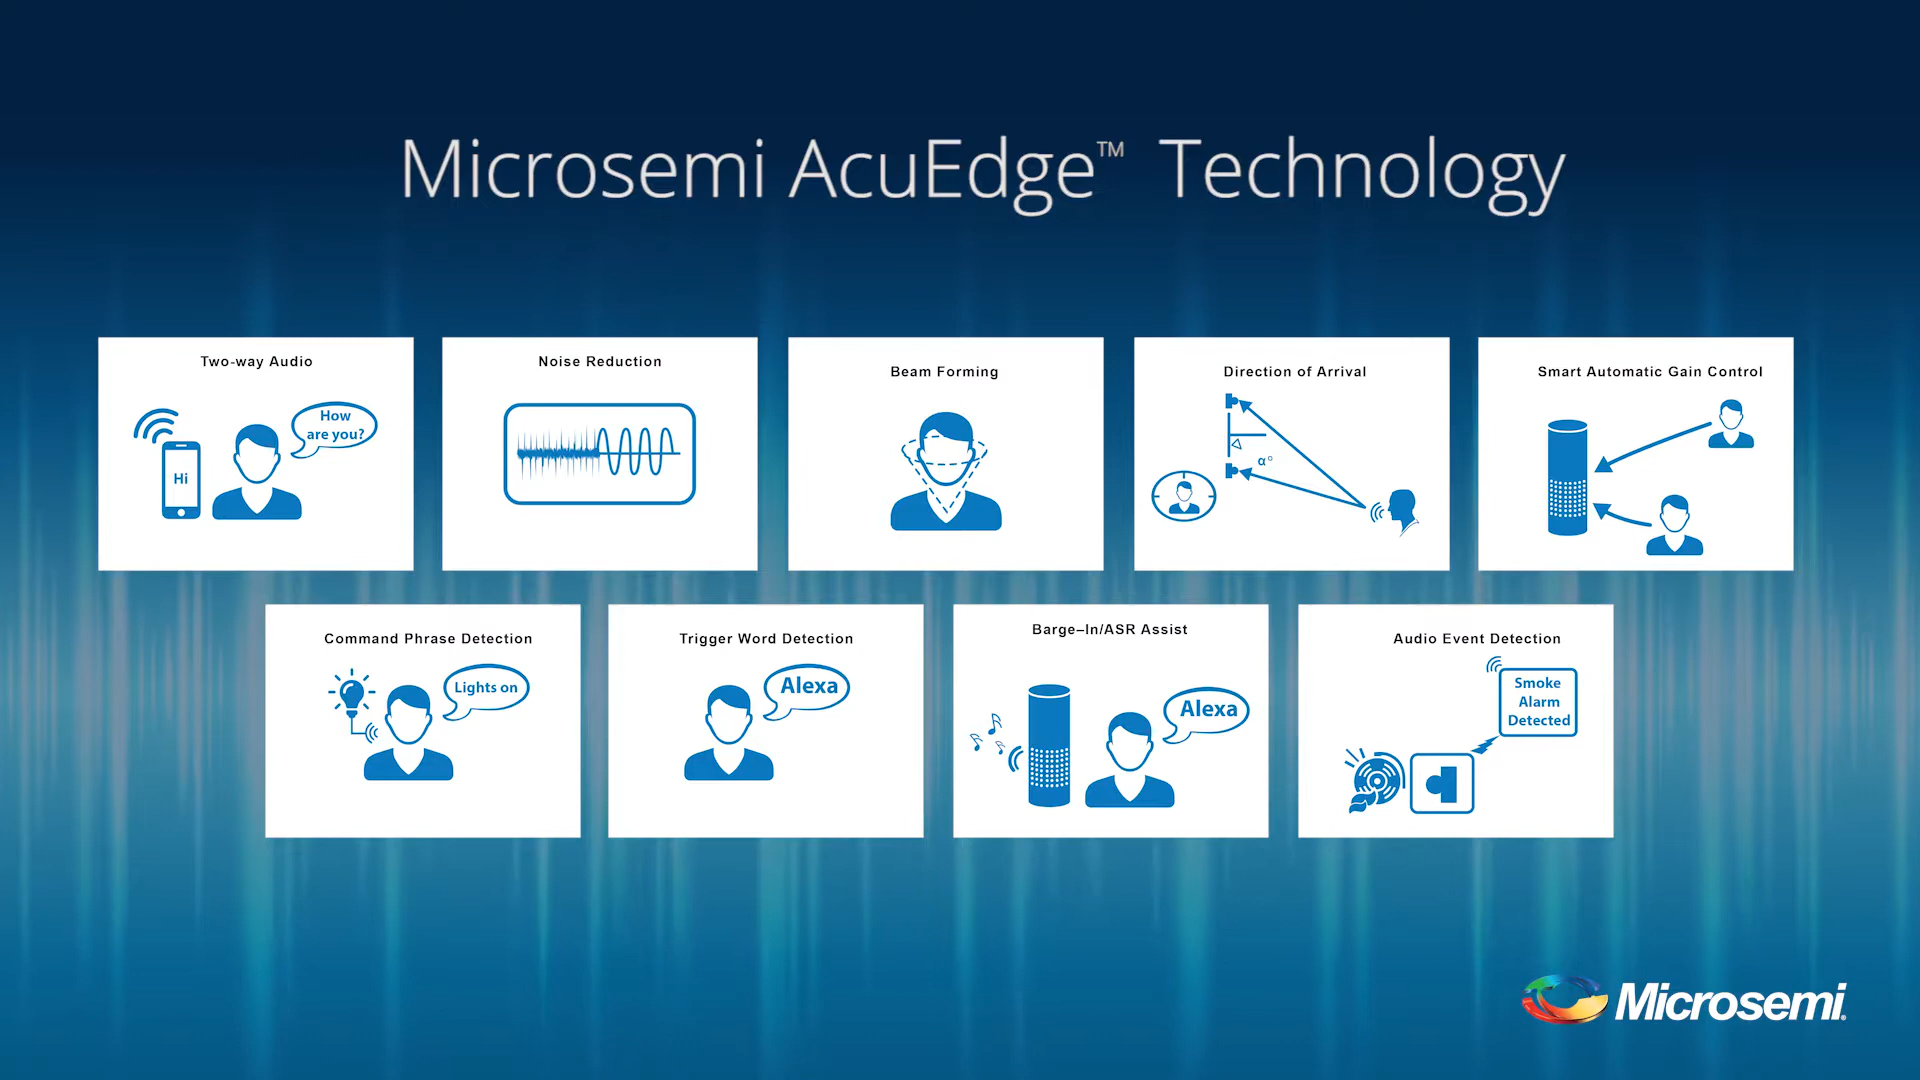 Microsemi AcuEdge™ Technology
Two-way Audio
How
are you?
Hi
Noise Reduction
Beam Forming
Direction of Arrival
α°
Smart Automatic Gain Control
Command Phrase Detection
Lights on
Trigger Word Detection
Alexa
Barge–In/ASR Assist
Alexa
Audio Event Detection
Smoke
Alarm
Detected
Microsemi.